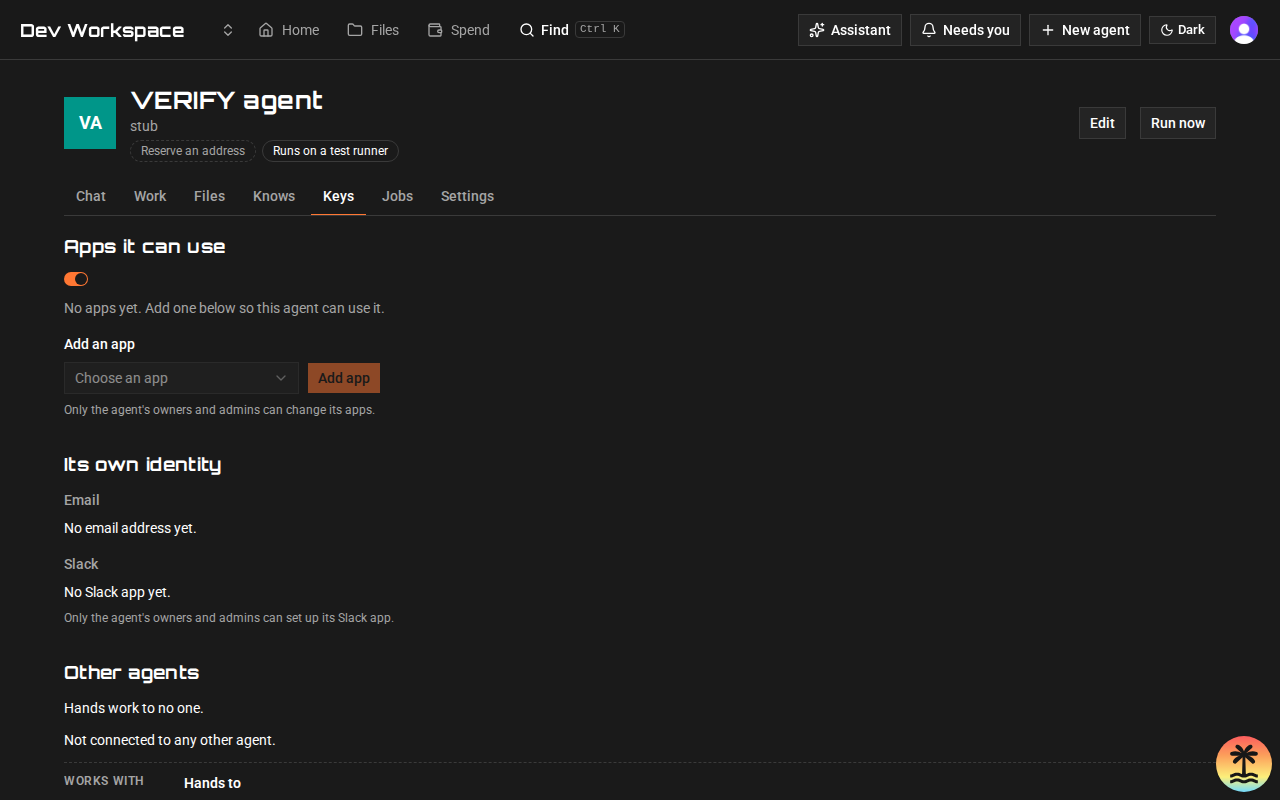 Dev Workspace
Home
Files
Spend
Find Ctrl K
Assistant
Needs you
New agent
Dark
VA
VERIFY agent
stub
Reserve an address
Runs on a test runner
Edit
Run now
Chat
Work
Files
Knows
Keys
Jobs
Settings
Apps it can use
No apps yet. Add one below so this agent can use it.
Add an app
Choose an app
Add app
Only the agent's owners and admins can change its apps.
Its own identity
Email
No email address yet.
Slack
No Slack app yet.
Only the agent's owners and admins can set up its Slack app.
Other agents
Hands work to no one.
Not connected to any other agent.
WORKS WITH
Hands to